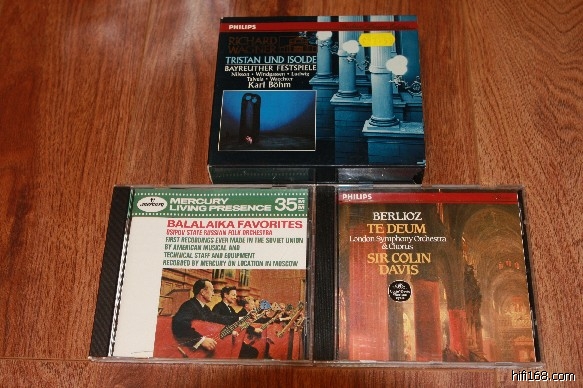 PHILIPS
RICHARD
WAGNER
TRISTAN UND ISOLDE
BAYREUTHER FESTSPIELE
Nilsson • Windgassen • Ludwig
Talvela • Waechter
Karl Böhm
mercury
MERCURY
LIVING PRESENCE
35
BALALAIKA FAVORITES
OSIPOV STATE RUSSIAN FOLK ORCHESTRA
FIRST RECORDINGS EVER MADE IN THE SOVIET UNION
BY AMERICAN MUSICAL AND
TECHNICAL STAFF AND EQUIPMENT
RECORDED BY MERCURY ON LOCATION IN MOSCOW
PHILIPS
BERLIOZ
TE DEUM
London Symphony Orchestra
& Chorus
SIR COLIN
DAVIS
hifi168.com